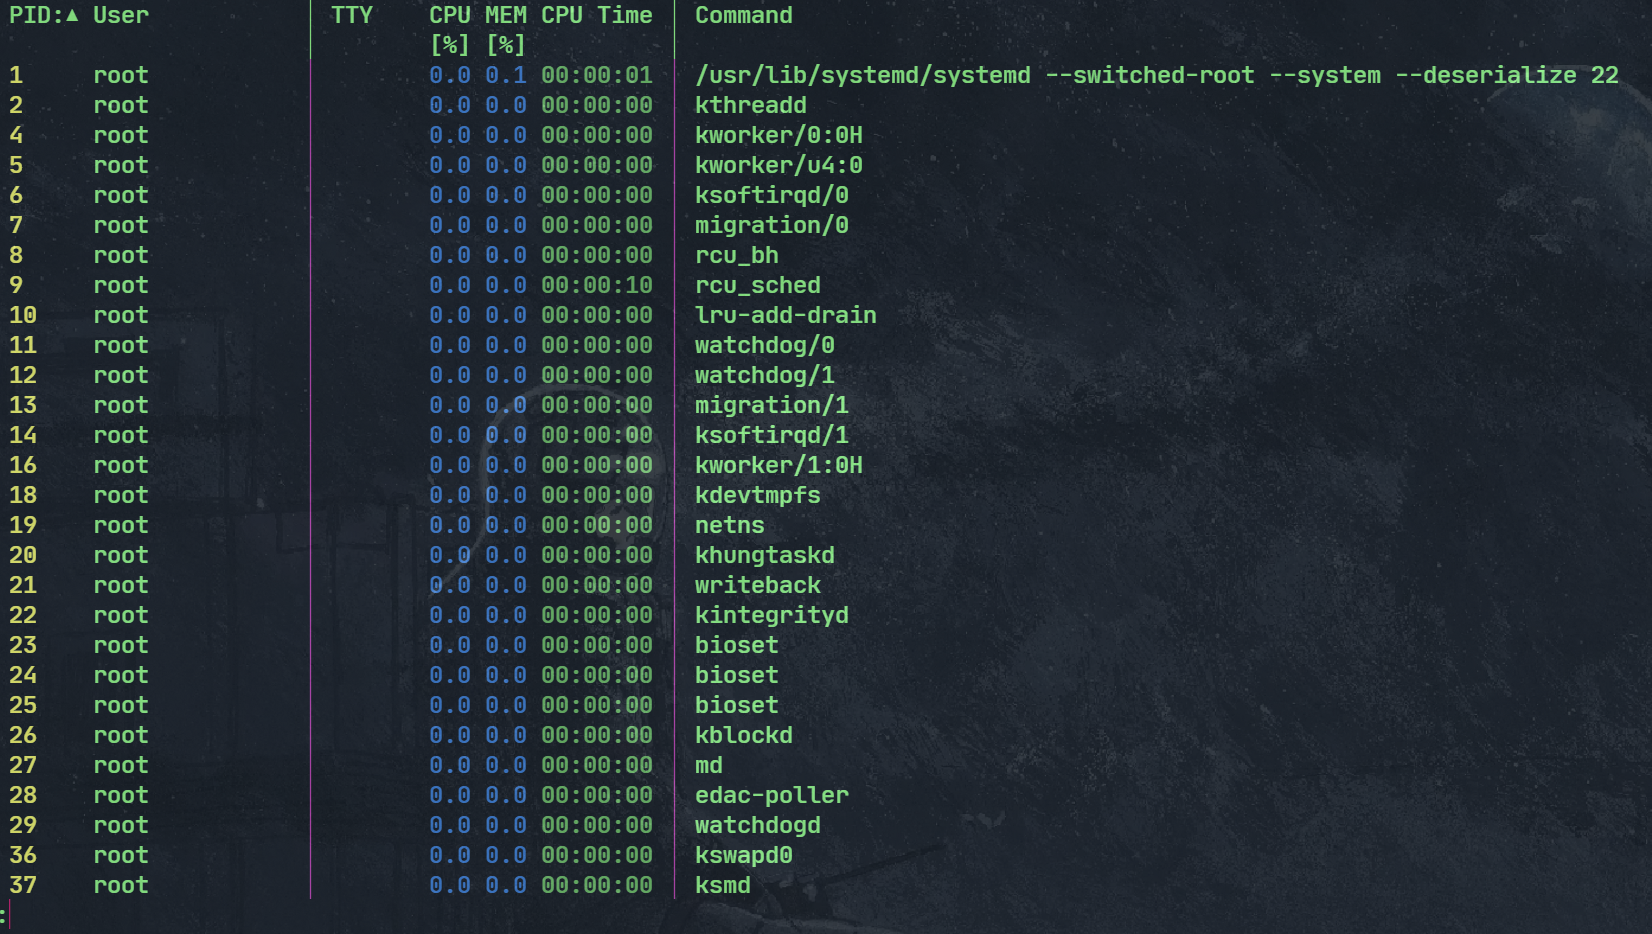 PID:▲ User TTY CPU MEM CPU Time Command
[%] [%]
1 root 0.0 0.1 00:00:01 /usr/lib/systemd/systemd --switched-root --system --deserialize 22
2 root 0.0 0.0 00:00:00 kthreadd
4 root 0.0 0.0 00:00:00 kworker/0:0H
5 root 0.0 0.0 00:00:00 kworker/u4:0
6 root 0.0 0.0 00:00:00 ksoftirqd/0
7 root 0.0 0.0 00:00:00 migration/0
8 root 0.0 0.0 00:00:00 rcu_bh
9 root 0.0 0.0 00:00:10 rcu_sched
10 root 0.0 0.0 00:00:00 lru-add-drain
11 root 0.0 0.0 00:00:00 watchdog/0
12 root 0.0 0.0 00:00:00 watchdog/1
13 root 0.0 0.0 00:00:00 migration/1
14 root 0.0 0.0 00:00:00 ksoftirqd/1
16 root 0.0 0.0 00:00:00 kworker/1:0H
18 root 0.0 0.0 00:00:00 kdevtmpfs
19 root 0.0 0.0 00:00:00 netns
20 root 0.0 0.0 00:00:00 khungtaskd
21 root 0.0 0.0 00:00:00 writeback
22 root 0.0 0.0 00:00:00 kintegrityd
23 root 0.0 0.0 00:00:00 bioset
24 root 0.0 0.0 00:00:00 bioset
25 root 0.0 0.0 00:00:00 bioset
26 root 0.0 0.0 00:00:00 kblockd
27 root 0.0 0.0 00:00:00 md
28 root 0.0 0.0 00:00:00 edac-poller
29 root 0.0 0.0 00:00:00 watchdogd
36 root 0.0 0.0 00:00:00 kswapd0
37 root 0.0 0.0 00:00:00 ksmd
: